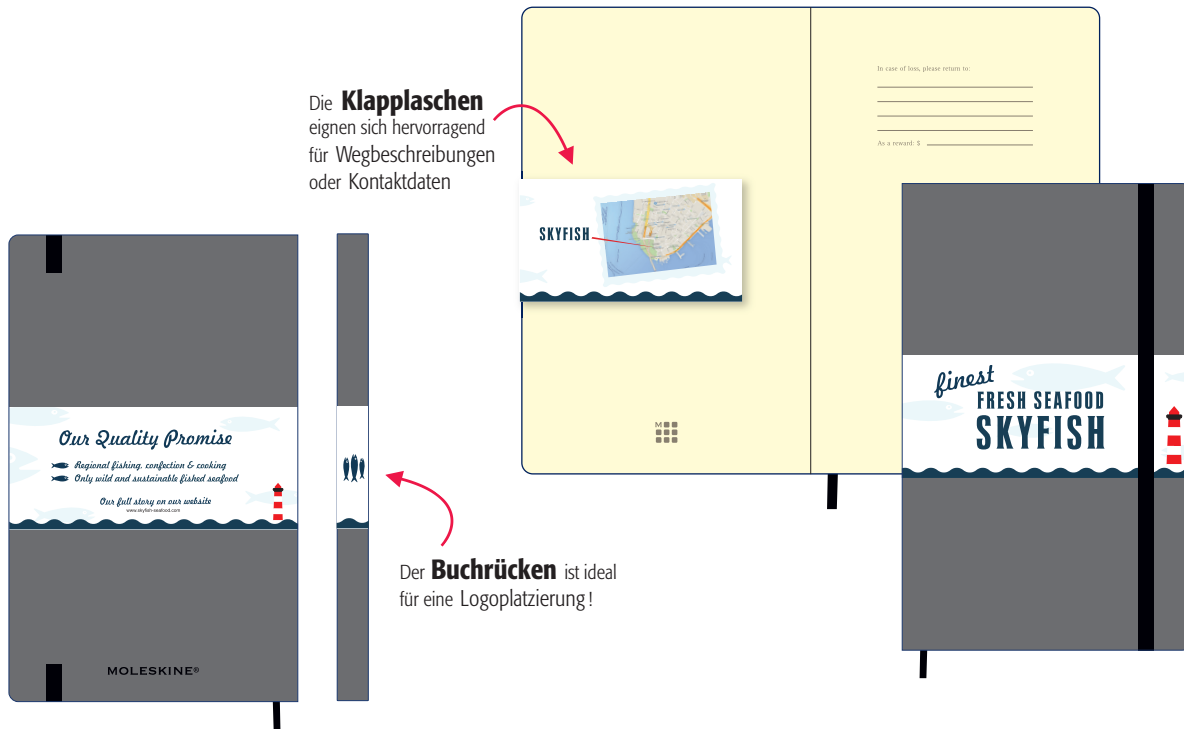 Die Klapplaschen
eignen sich hervorragend
für Wegbeschreibungen
oder Kontaktdaten
In case of loss, please return to:
As a reward: $
SKYFISH
M
finest
FRESH SEAFOOD
SKYFISH
Our Quality Promise
Regional fishing, confection & cooking
Only wild and sustainable fished seafood
Our full story on our website
www.skyfish-seafood.com
MOLESKINE®
Der Buchrücken ist ideal
für eine Logoplatzierung !